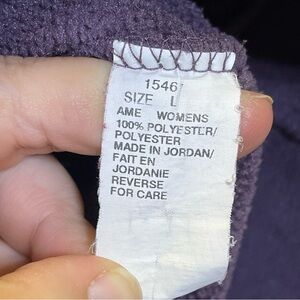 1546
SIZE L
AME WOMENS
100% POLYESTER/
POLYESTER
MADE IN JORDAN/
FAIT EN
JORDANIE
REVERSE
FOR CARE